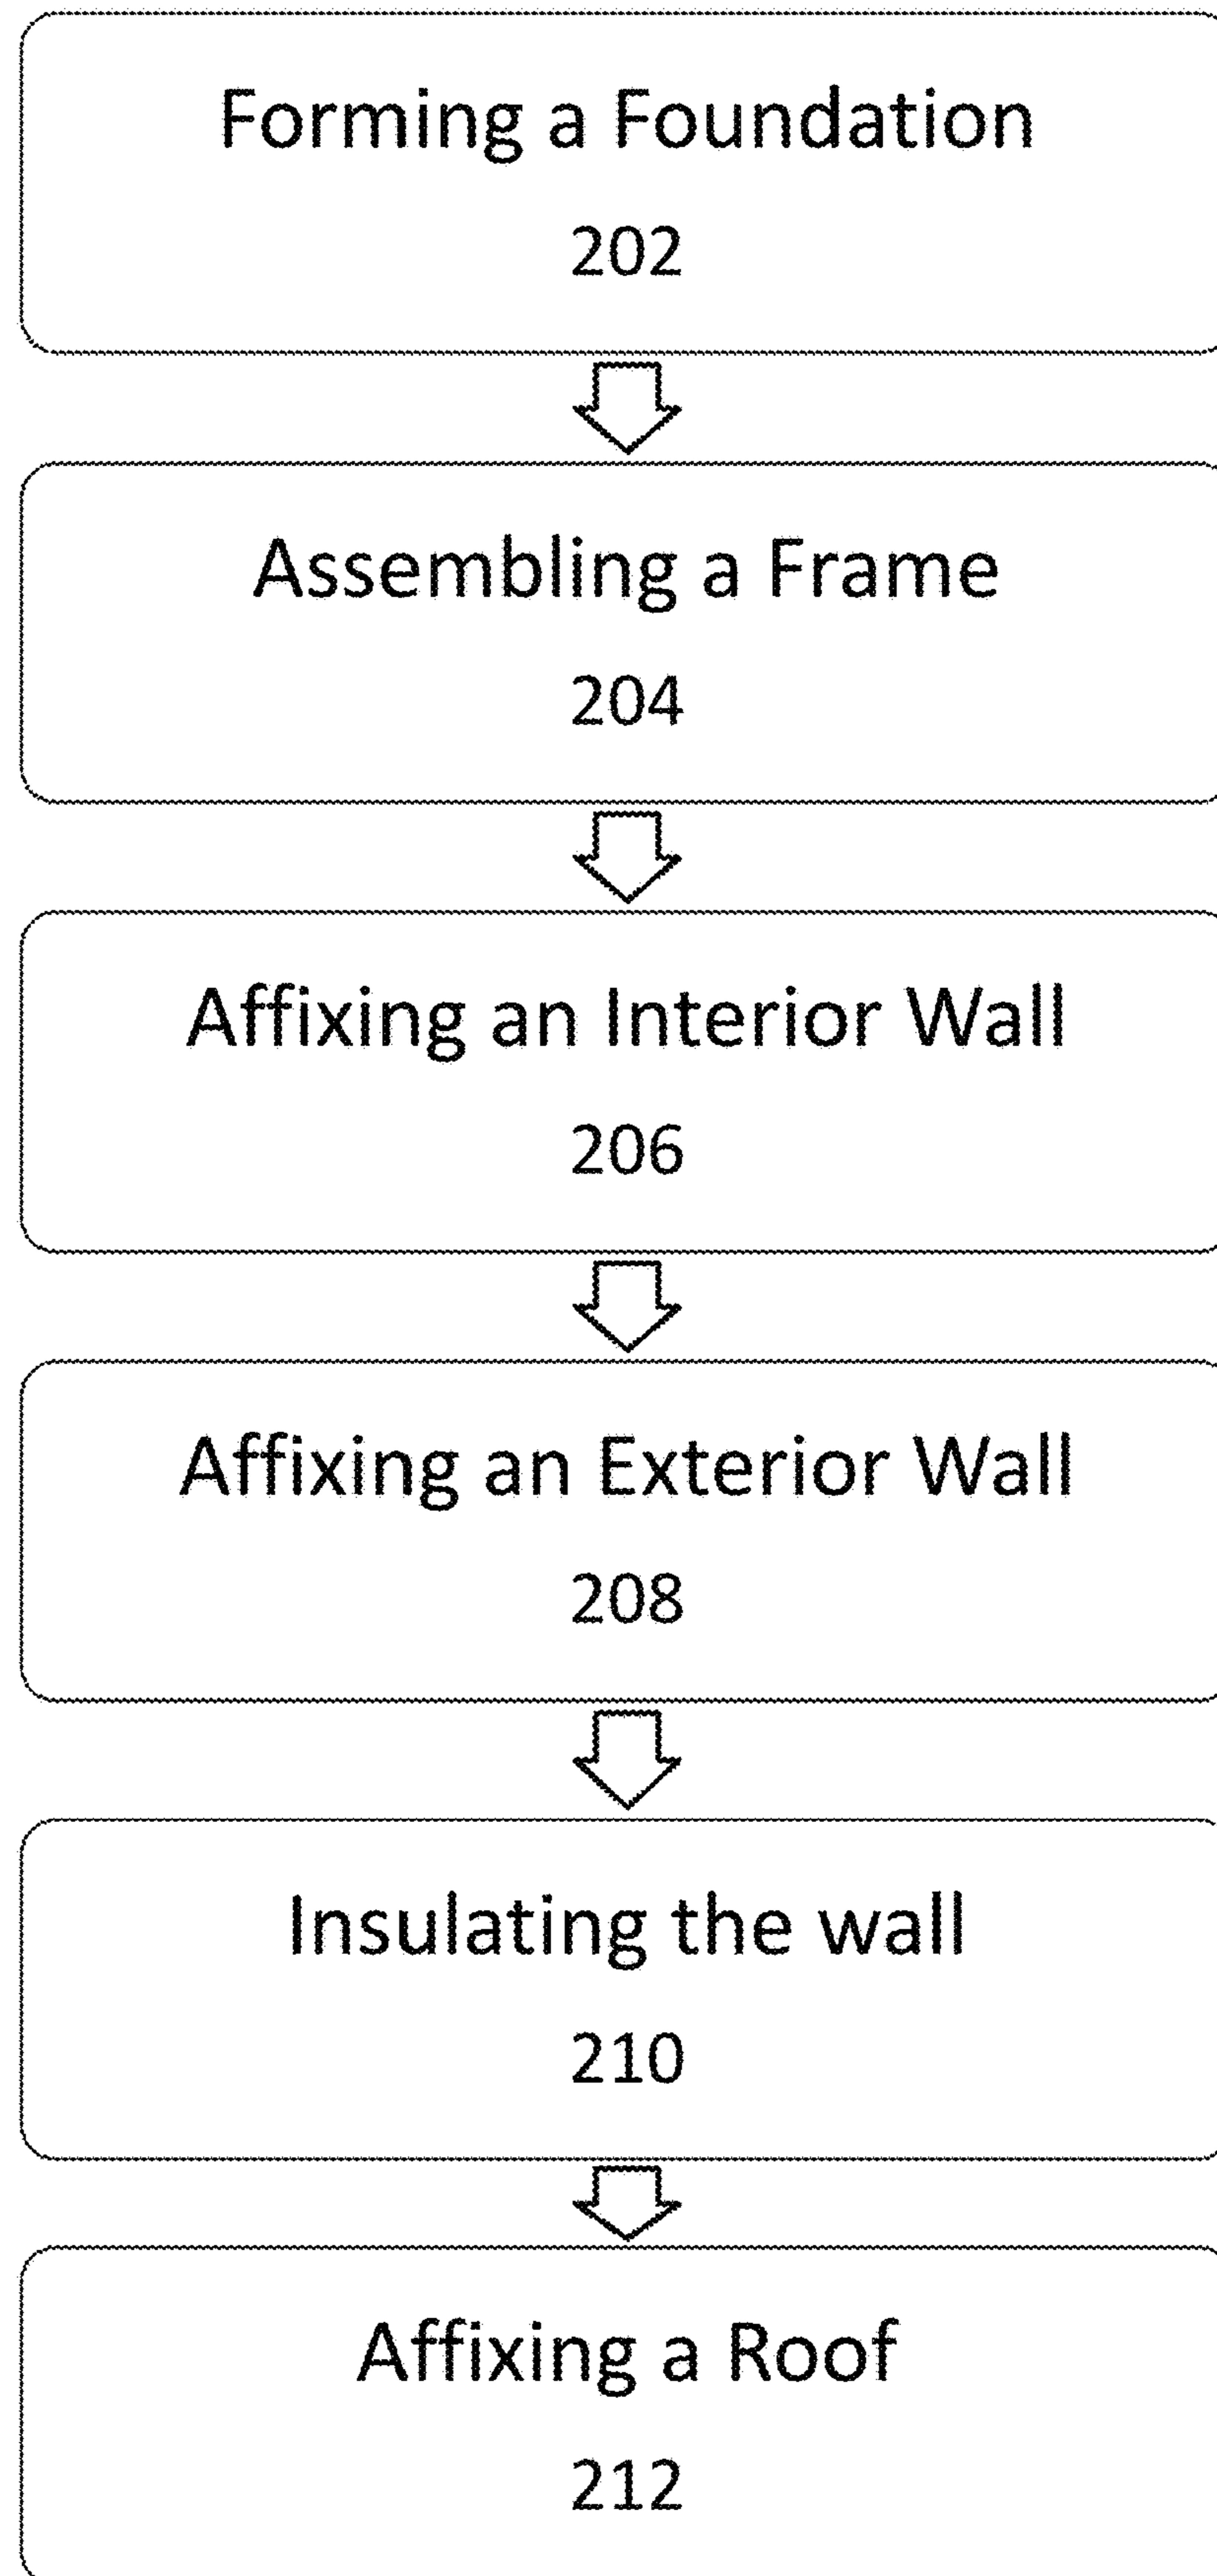 Forming a Foundation
202
Assembling a Frame
204
Affixing an Interior Wall
206
Affixing an Exterior Wall
208
Insulating the wall
210
Affixing a Roof
212